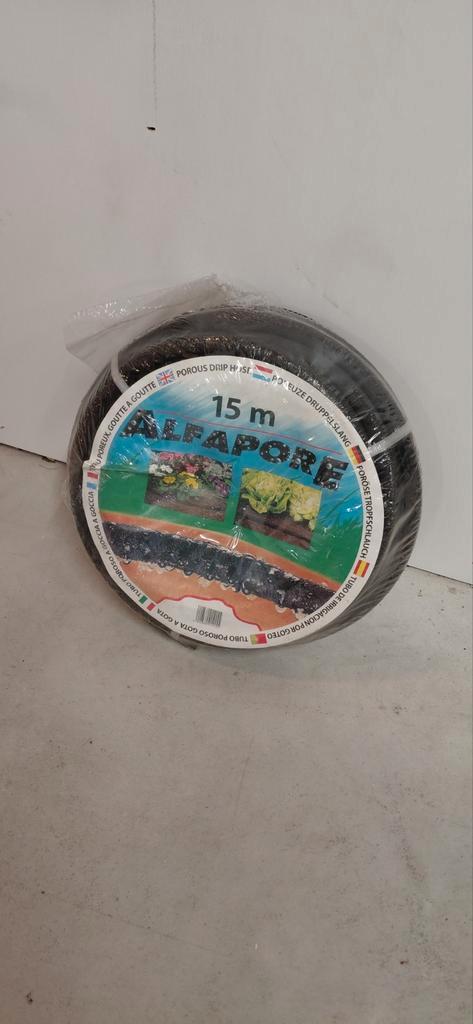 15 m
ALFAPORE
POROUS DRIP HOSE
POREUZE DRUPPELSLANG
PORÖSE TROPFSCHLAUCH
TUBO DE IRRIGACION POR GOTEO
TUBO POROSO GOTA A GOTA
TUBO POROSO A GOCCIA A GOCCIA
POREUX GOUTTE A GOUTTE